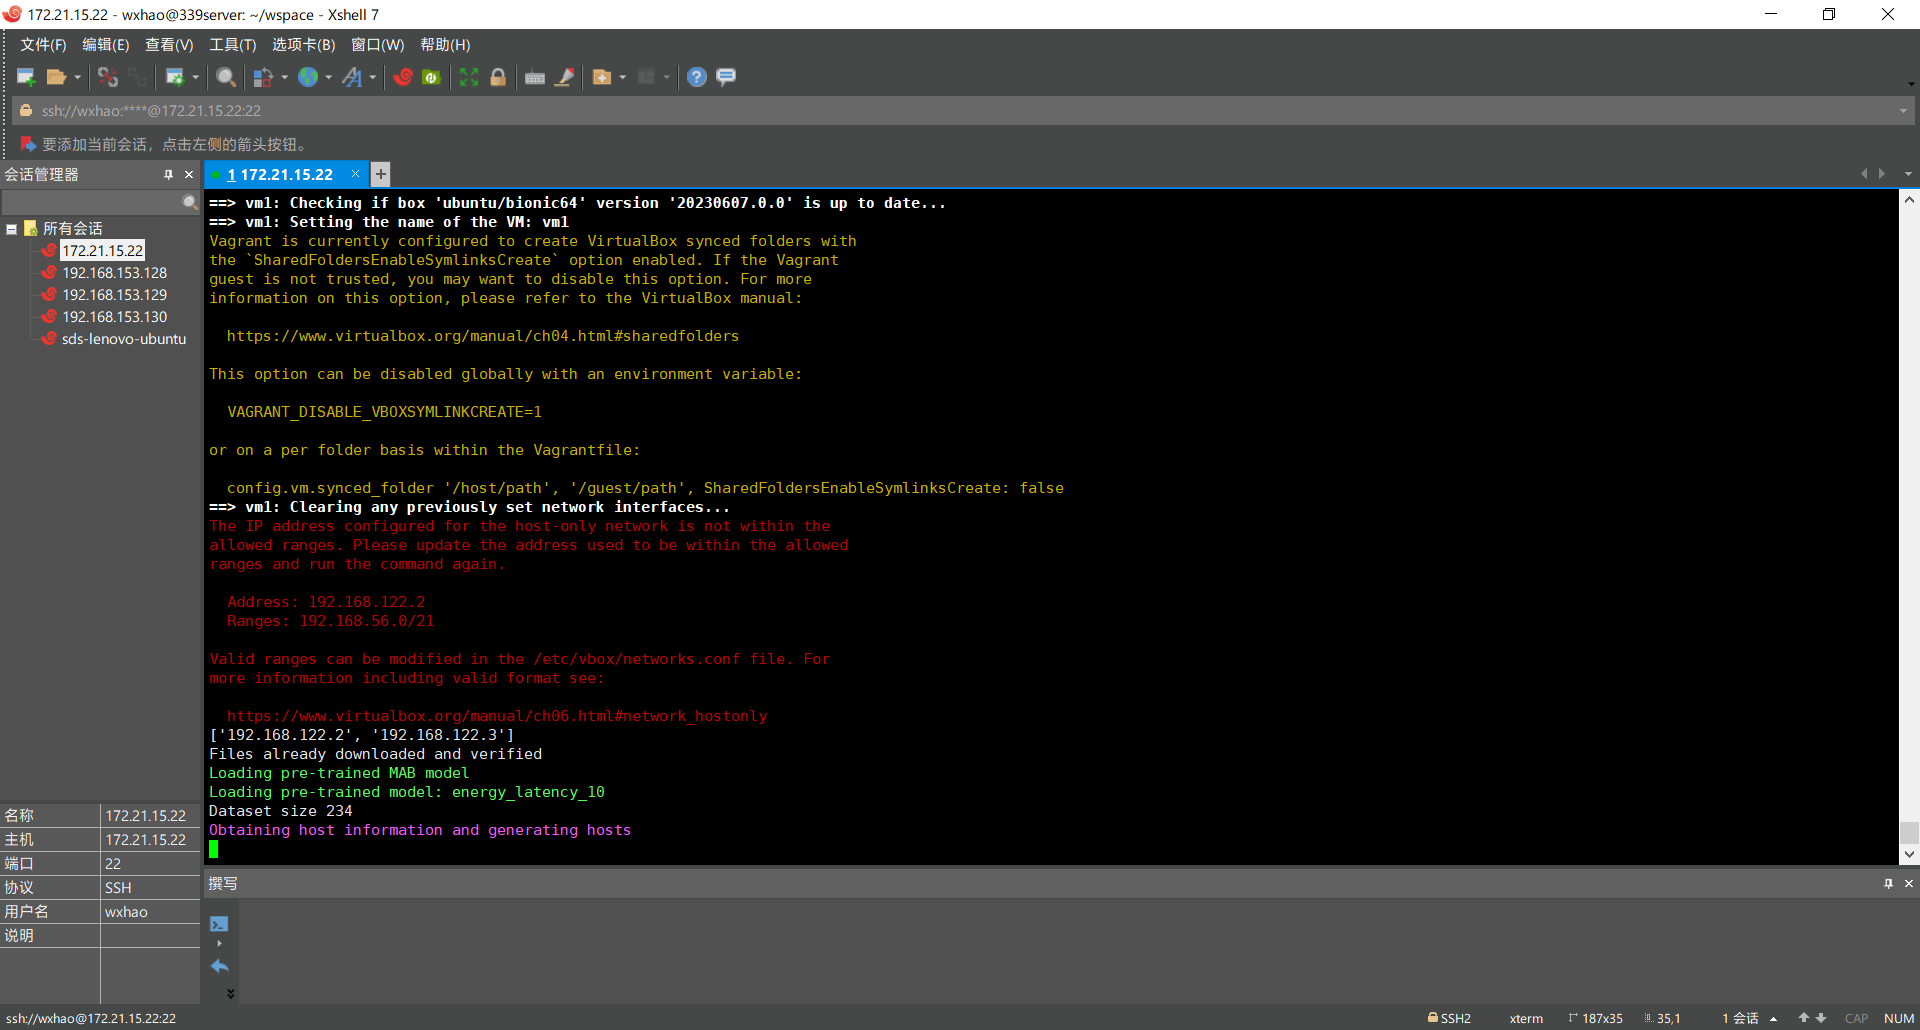 172.21.15.22 - wxhao@339server: ~/wspace - Xshell 7
文件(F) 编辑(E) 查看(V) 工具(T) 选项卡(B) 窗口(W) 帮助(H)
ssh://wxhao:****@172.21.15.22:22
要添加当前会话，点击左侧的箭头按钮。
会话管理器
1 172.21.15.22
所有会话
172.21.15.22
192.168.153.128
192.168.153.129
192.168.153.130
sds-lenovo-ubuntu
==> vm1: Checking if box 'ubuntu/bionic64' version '20230607.0.0' is up to date...
==> vm1: Setting the name of the VM: vm1
Vagrant is currently configured to create VirtualBox synced folders with
the `SharedFoldersEnableSymlinksCreate` option enabled. If the Vagrant
guest is not trusted, you may want to disable this option. For more
information on this option, please refer to the VirtualBox manual:
https://www.virtualbox.org/manual/ch04.html#sharedfolders
This option can be disabled globally with an environment variable:
VAGRANT_DISABLE_VBOXSYMLINKCREATE=1
or on a per folder basis within the Vagrantfile:
config.vm.synced_folder '/host/path', '/guest/path', SharedFoldersEnableSymlinksCreate: false
==> vm1: Clearing any previously set network interfaces...
The IP address configured for the host-only network is not within the
allowed ranges. Please update the address used to be within the allowed
ranges and run the command again.
Address: 192.168.122.2
Ranges: 192.168.56.0/21
Valid ranges can be modified in the /etc/vbox/networks.conf file. For
more information including valid format see:
https://www.virtualbox.org/manual/ch06.html#network_hostonly
['192.168.122.2', '192.168.122.3']
Files already downloaded and verified
Loading pre-trained MAB model
Loading pre-trained model: energy_latency_10
Dataset size 234
Obtaining host information and generating hosts
名称 172.21.15.22
主机 172.21.15.22
端口 22
协议 SSH
用户名 wxhao
说明
撰写
ssh://wxhao@172.21.15.22:22
SSH2 xterm 187x35 35,1 1 会话 CAP NUM